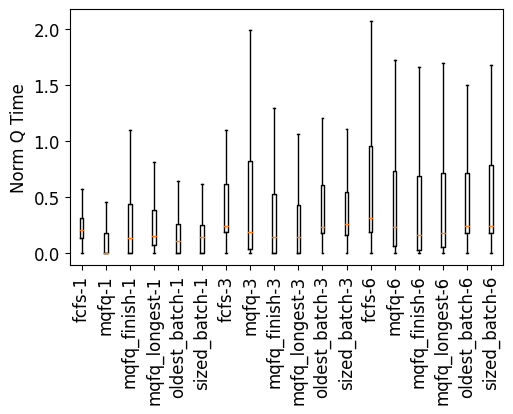 Norm Q Time
2.0
1.5
1.0
0.5
0.0
fcfs-1
mqfq-1
mqfq_finish-1
mqfq_longest-1
oldest_batch-1
sized_batch-1
fcfs-3
mqfq-3
mqfq_finish-3
mqfq_longest-3
oldest_batch-3
sized_batch-3
fcfs-6
mqfq-6
mqfq_finish-6
mqfq_longest-6
oldest_batch-6
sized_batch-6